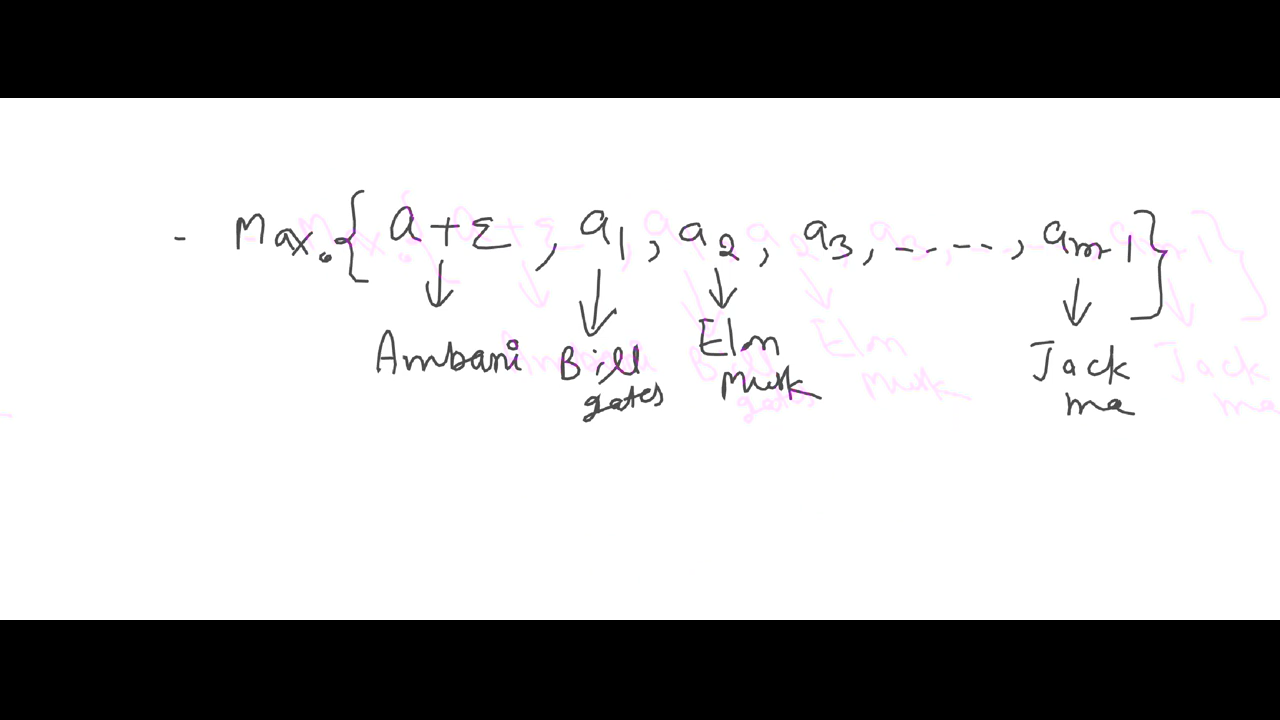 - Max. { a + ε , a1 , a2 , a3 , ----- , am-1 }
↓ ↓ ↓ ↓
Ambani Bill Elon Jack
gates Musk ma